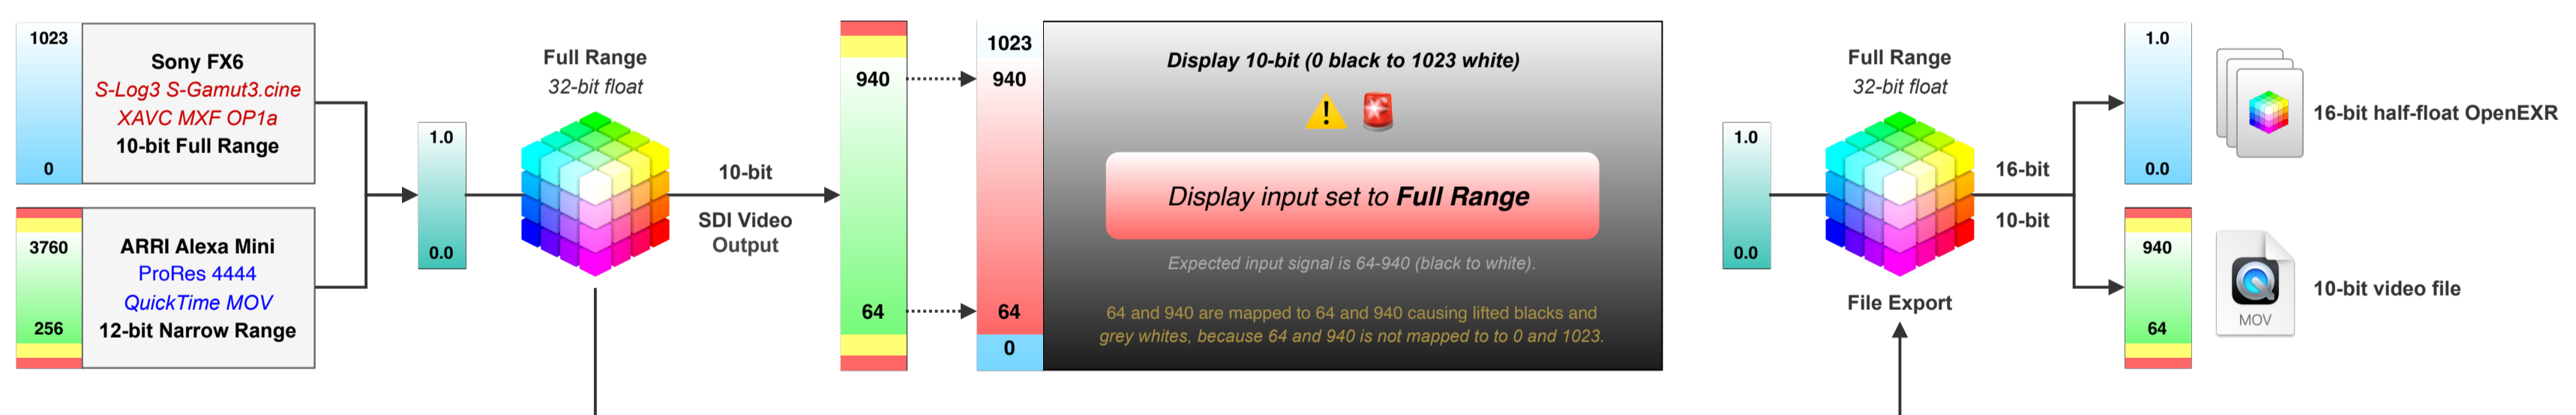 1023
0
Sony FX6
S-Log3 S-Gamut3.cine
XAVC MXF OP1a
10-bit Full Range
3760
256
ARRI Alexa Mini
ProRes 4444
QuickTime MOV
12-bit Narrow Range
1.0
0.0
Full Range
32-bit float
10-bit
SDI Video
Output
940
64
1023
940
64
0
Display 10-bit (0 black to 1023 white)
Display input set to Full Range
Expected input signal is 64-940 (black to white).
64 and 940 are mapped to 64 and 940 causing lifted blacks and
grey whites, because 64 and 940 is not mapped to to 0 and 1023.
1.0
0.0
Full Range
32-bit float
File Export
16-bit
10-bit
1.0
0.0
16-bit half-float OpenEXR
940
64
MOV
10-bit video file